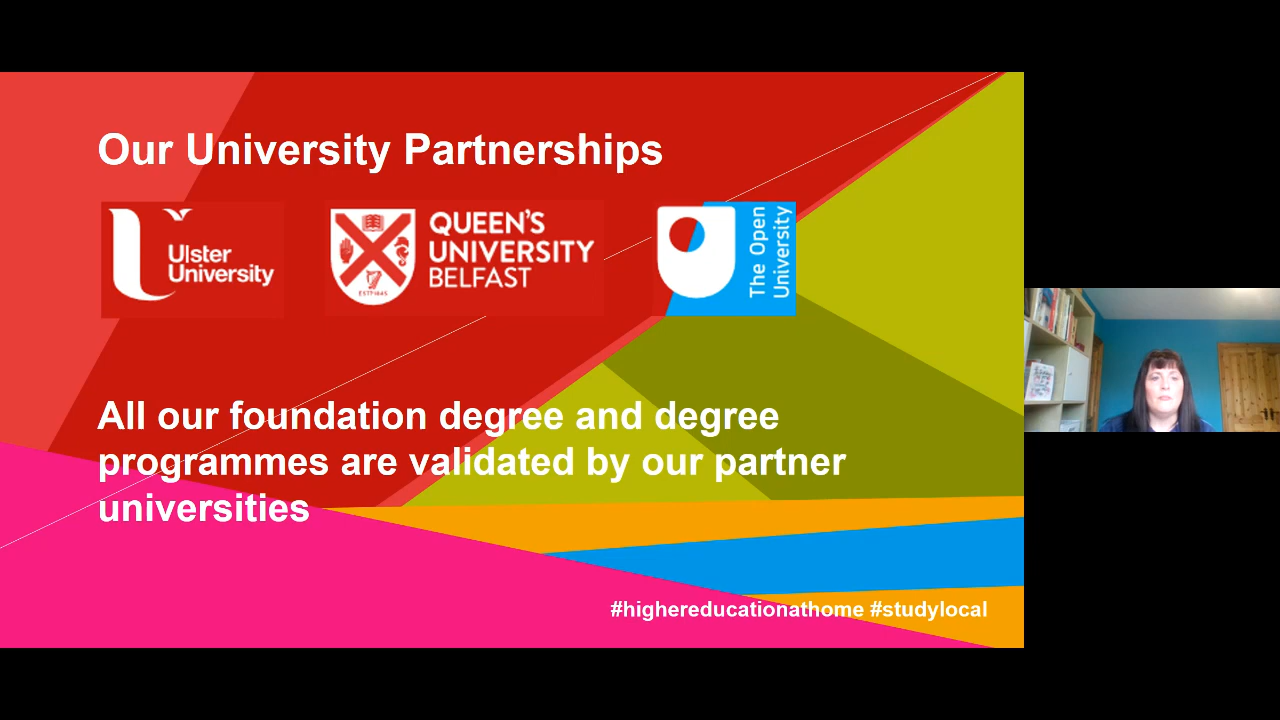 Our University Partnerships
Ulster
University
QUEEN'S
UNIVERSITY
BELFAST
ESTD1845
The Open
University
All our foundation degree and degree
programmes are validated by our partner
universities
#highereducationathome #studylocal